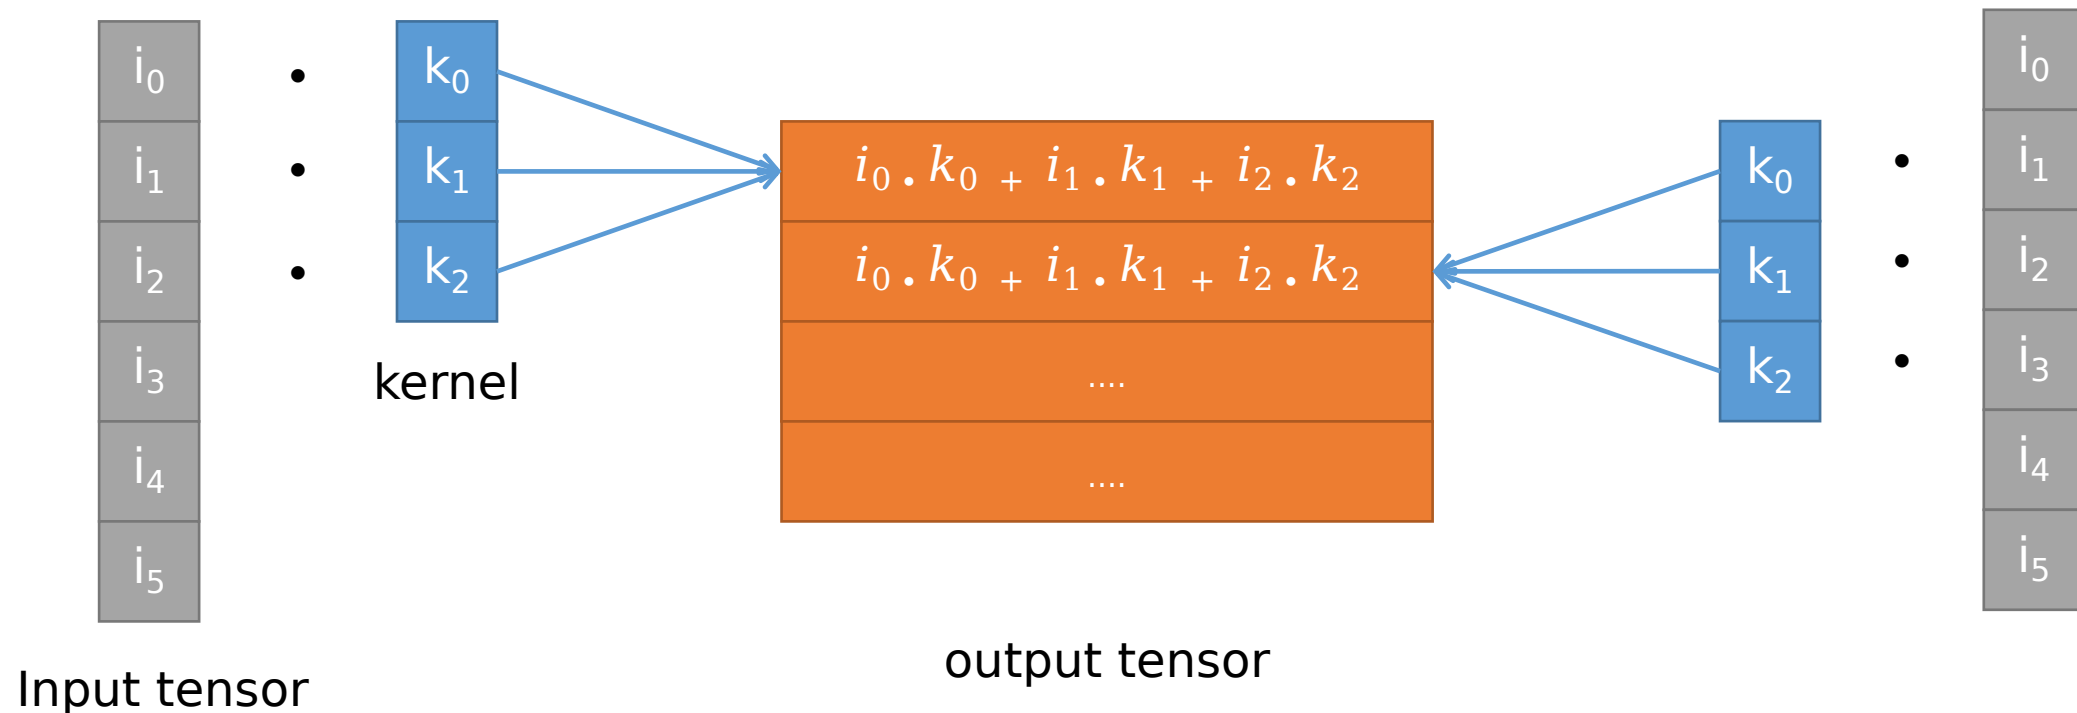 i₀
i₁
i₂
i₃
i₄
i₅
Input tensor
k₀
k₁
k₂
kernel
i₀ . k₀ + i₁ . k₁ + i₂ . k₂
i₀ . k₀ + i₁ . k₁ + i₂ . k₂
....
....
output tensor
k₀
k₁
k₂
i₀
i₁
i₂
i₃
i₄
i₅